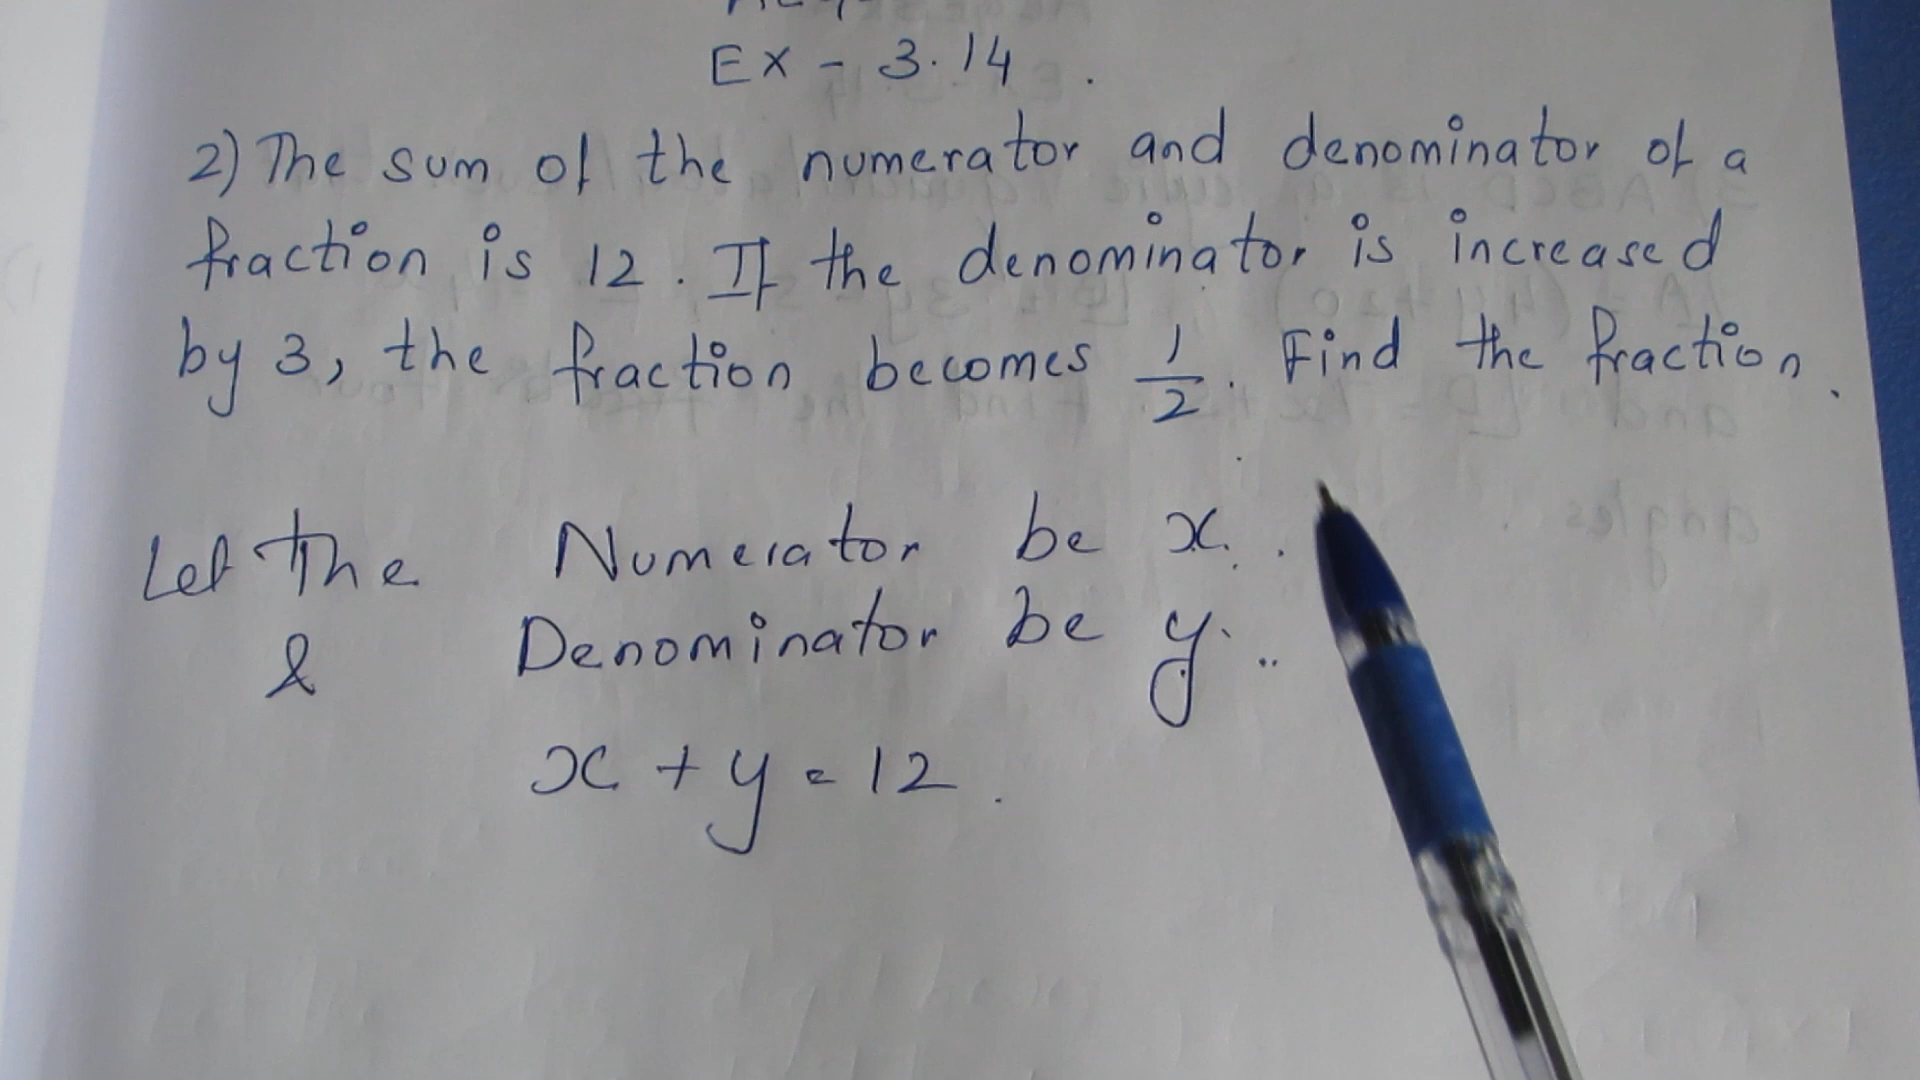 Ex - 3.14.
2) The sum of the numerator and denominator of a
fraction is 12. If the denominator is increased
by 3, the fraction becomes 1/2. Find the fraction.
Let the Numerator be x.
& Denominator be y.
x + y = 12.